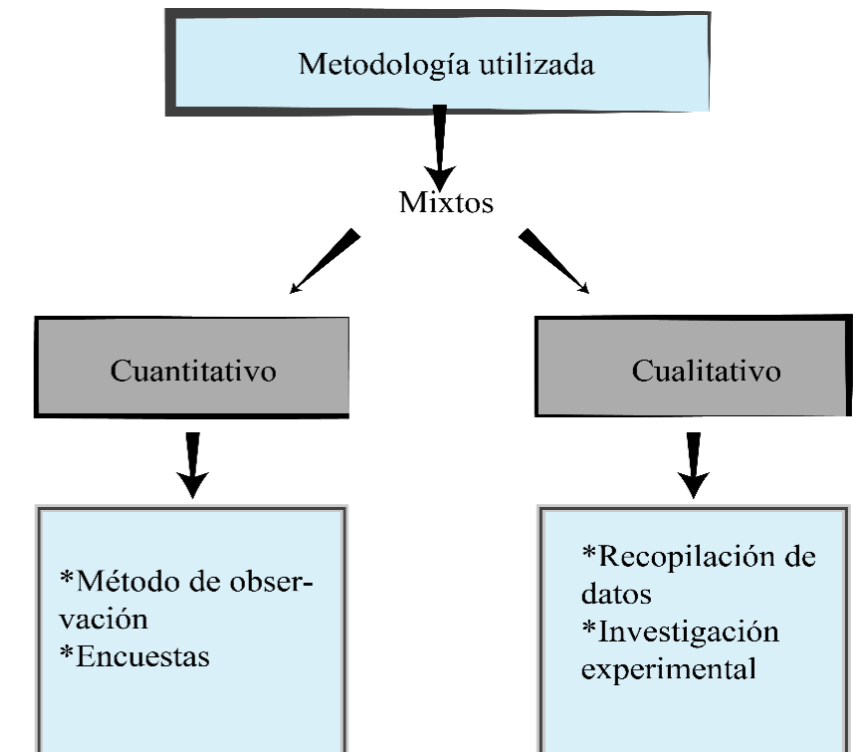 Metodología utilizada
Mixtos
Cuantitativo
Cualitativo
*Método de obser-
vación
*Encuestas
*Recopilación de
datos
*Investigación
experimental